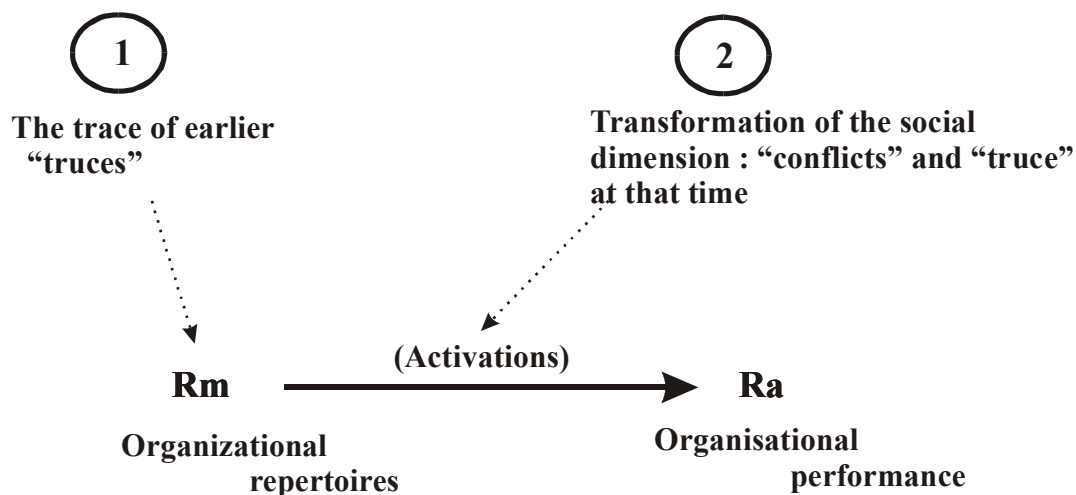 1
The trace of earlier
“truces”
2
Transformation of the social
dimension : “conflicts” and “truce”
at that time
(Activations)
Rm
Ra
Organizational
repertoires
Organisational
performance